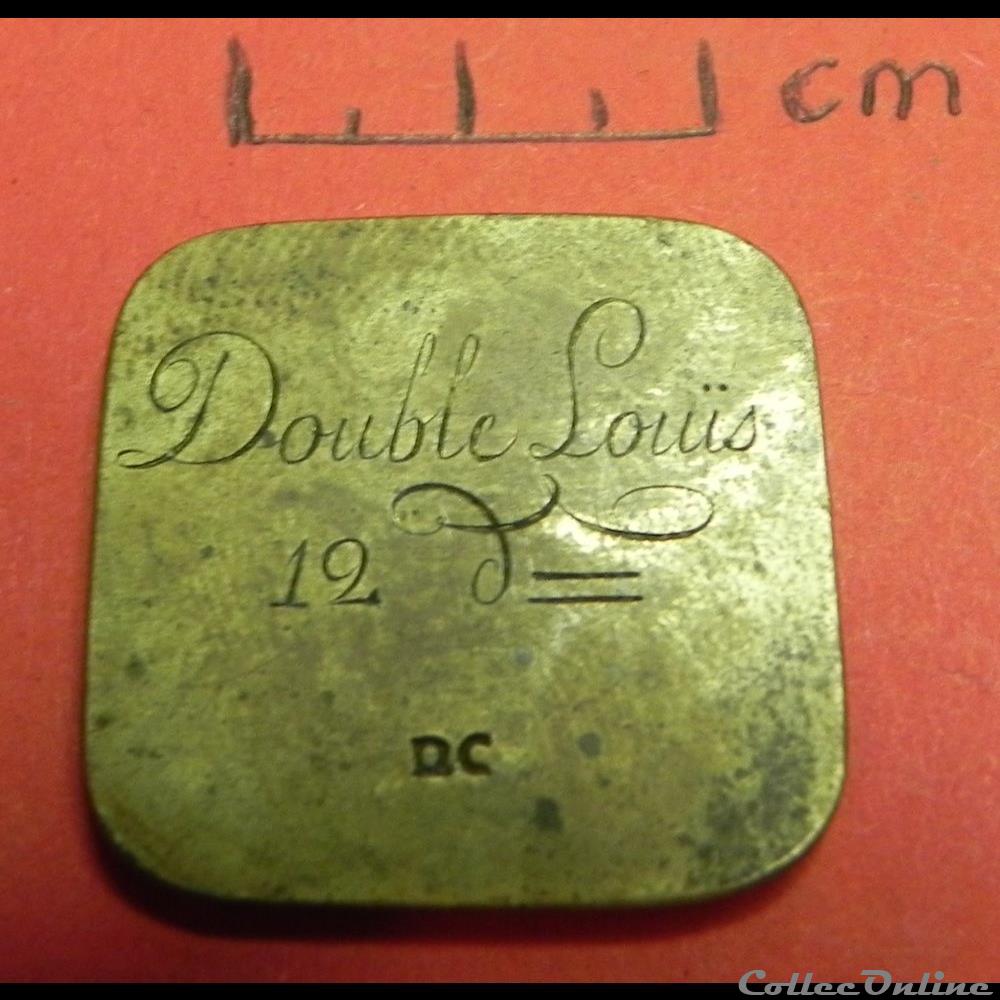 cm
Double Louïs
12 d =
DC
CollecOnline